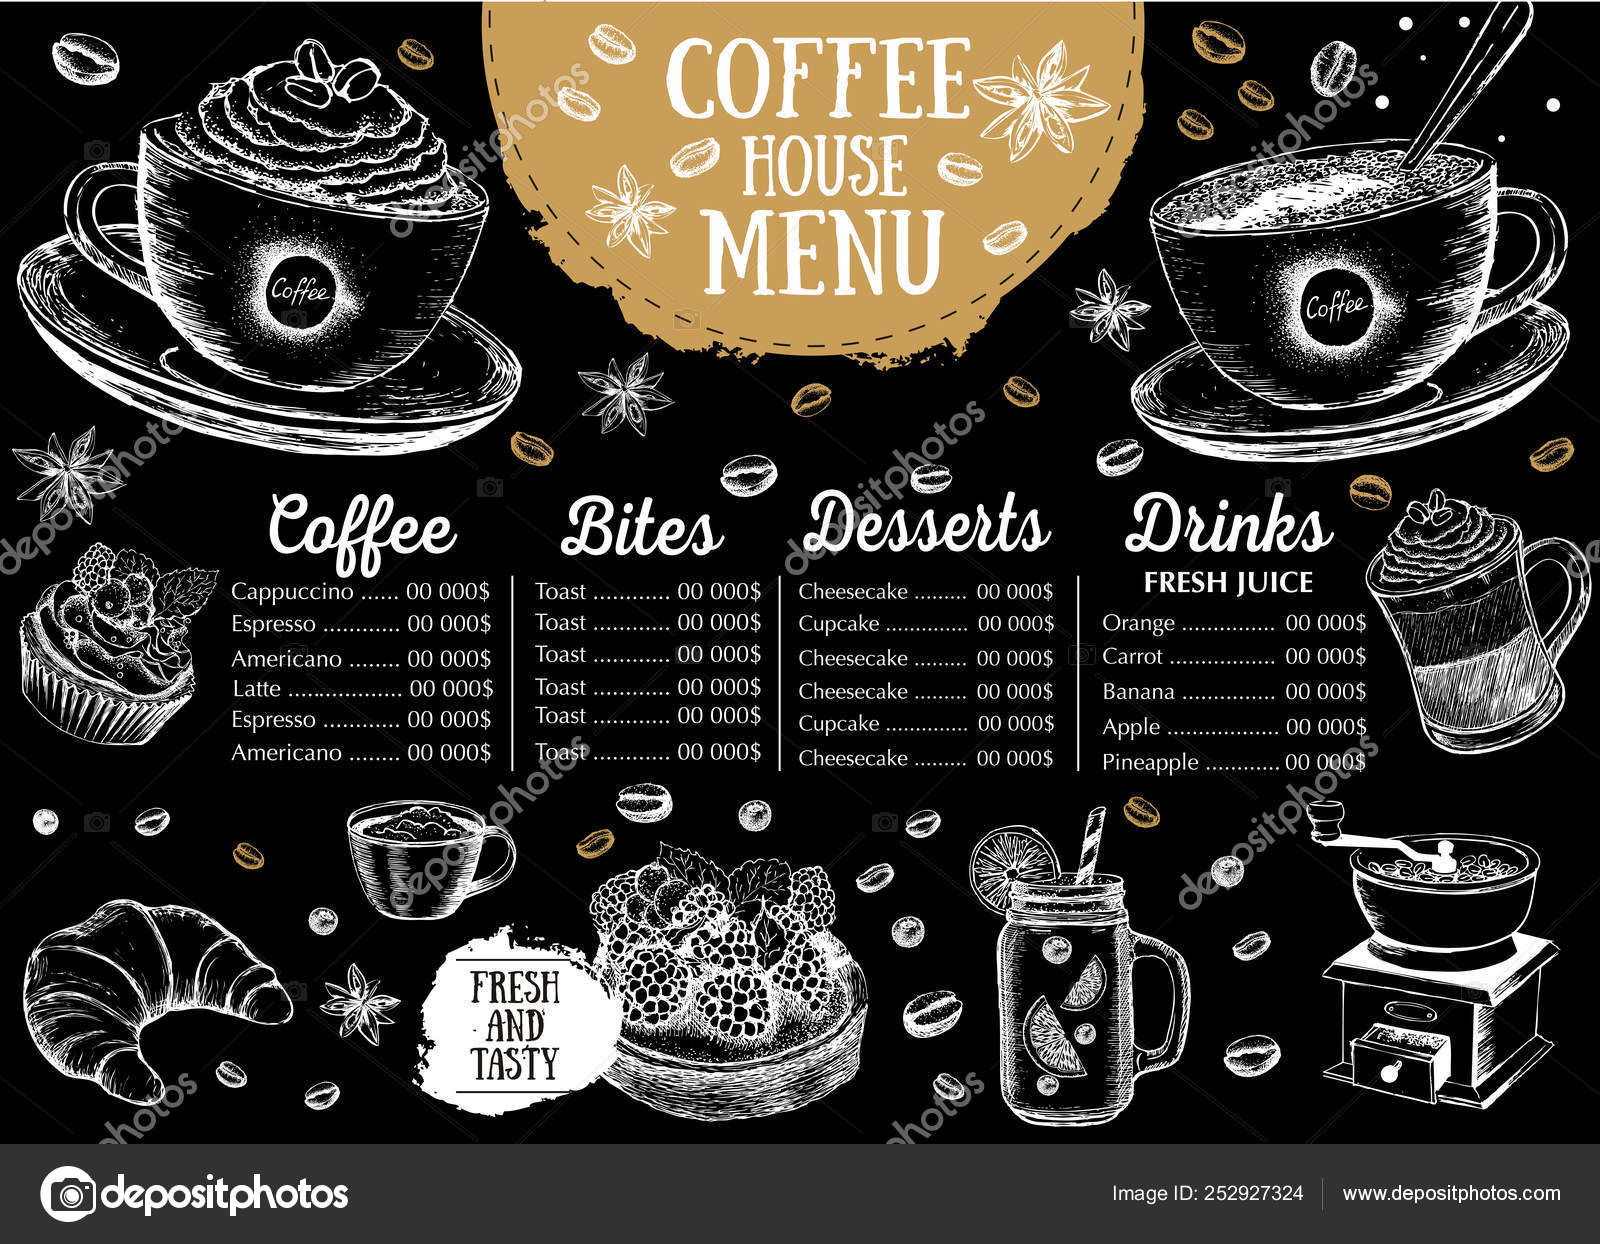 COFFEE
HOUSE
MENU
Coffee
Coffee
Coffee
Cappuccino ...... 00 000$
Espresso ............ 00 000$
Americano ........ 00 000$
Latte .................. 00 000$
Espresso ............ 00 000$
Americano ........ 00 000$
Bites
Toast ............ 00 000$
Toast ............ 00 000$
Toast ............ 00 000$
Toast ............ 00 000$
Toast ............ 00 000$
Toast ............ 00 000$
Desserts
Cheesecake ......... 00 000$
Cupcake .............. 00 000$
Cheesecake ......... 00 000$
Cheesecake ......... 00 000$
Cupcake .............. 00 000$
Cheesecake ......... 00 000$
Drinks
FRESH JUICE
Orange ............... 00 000$
Carrot ................. 00 000$
Banana ............... 00 000$
Apple .................. 00 000$
Pineapple ............ 00 000$
FRESH
AND
TASTY
depositphotos
Image ID: 252927324
www.depositphotos.com